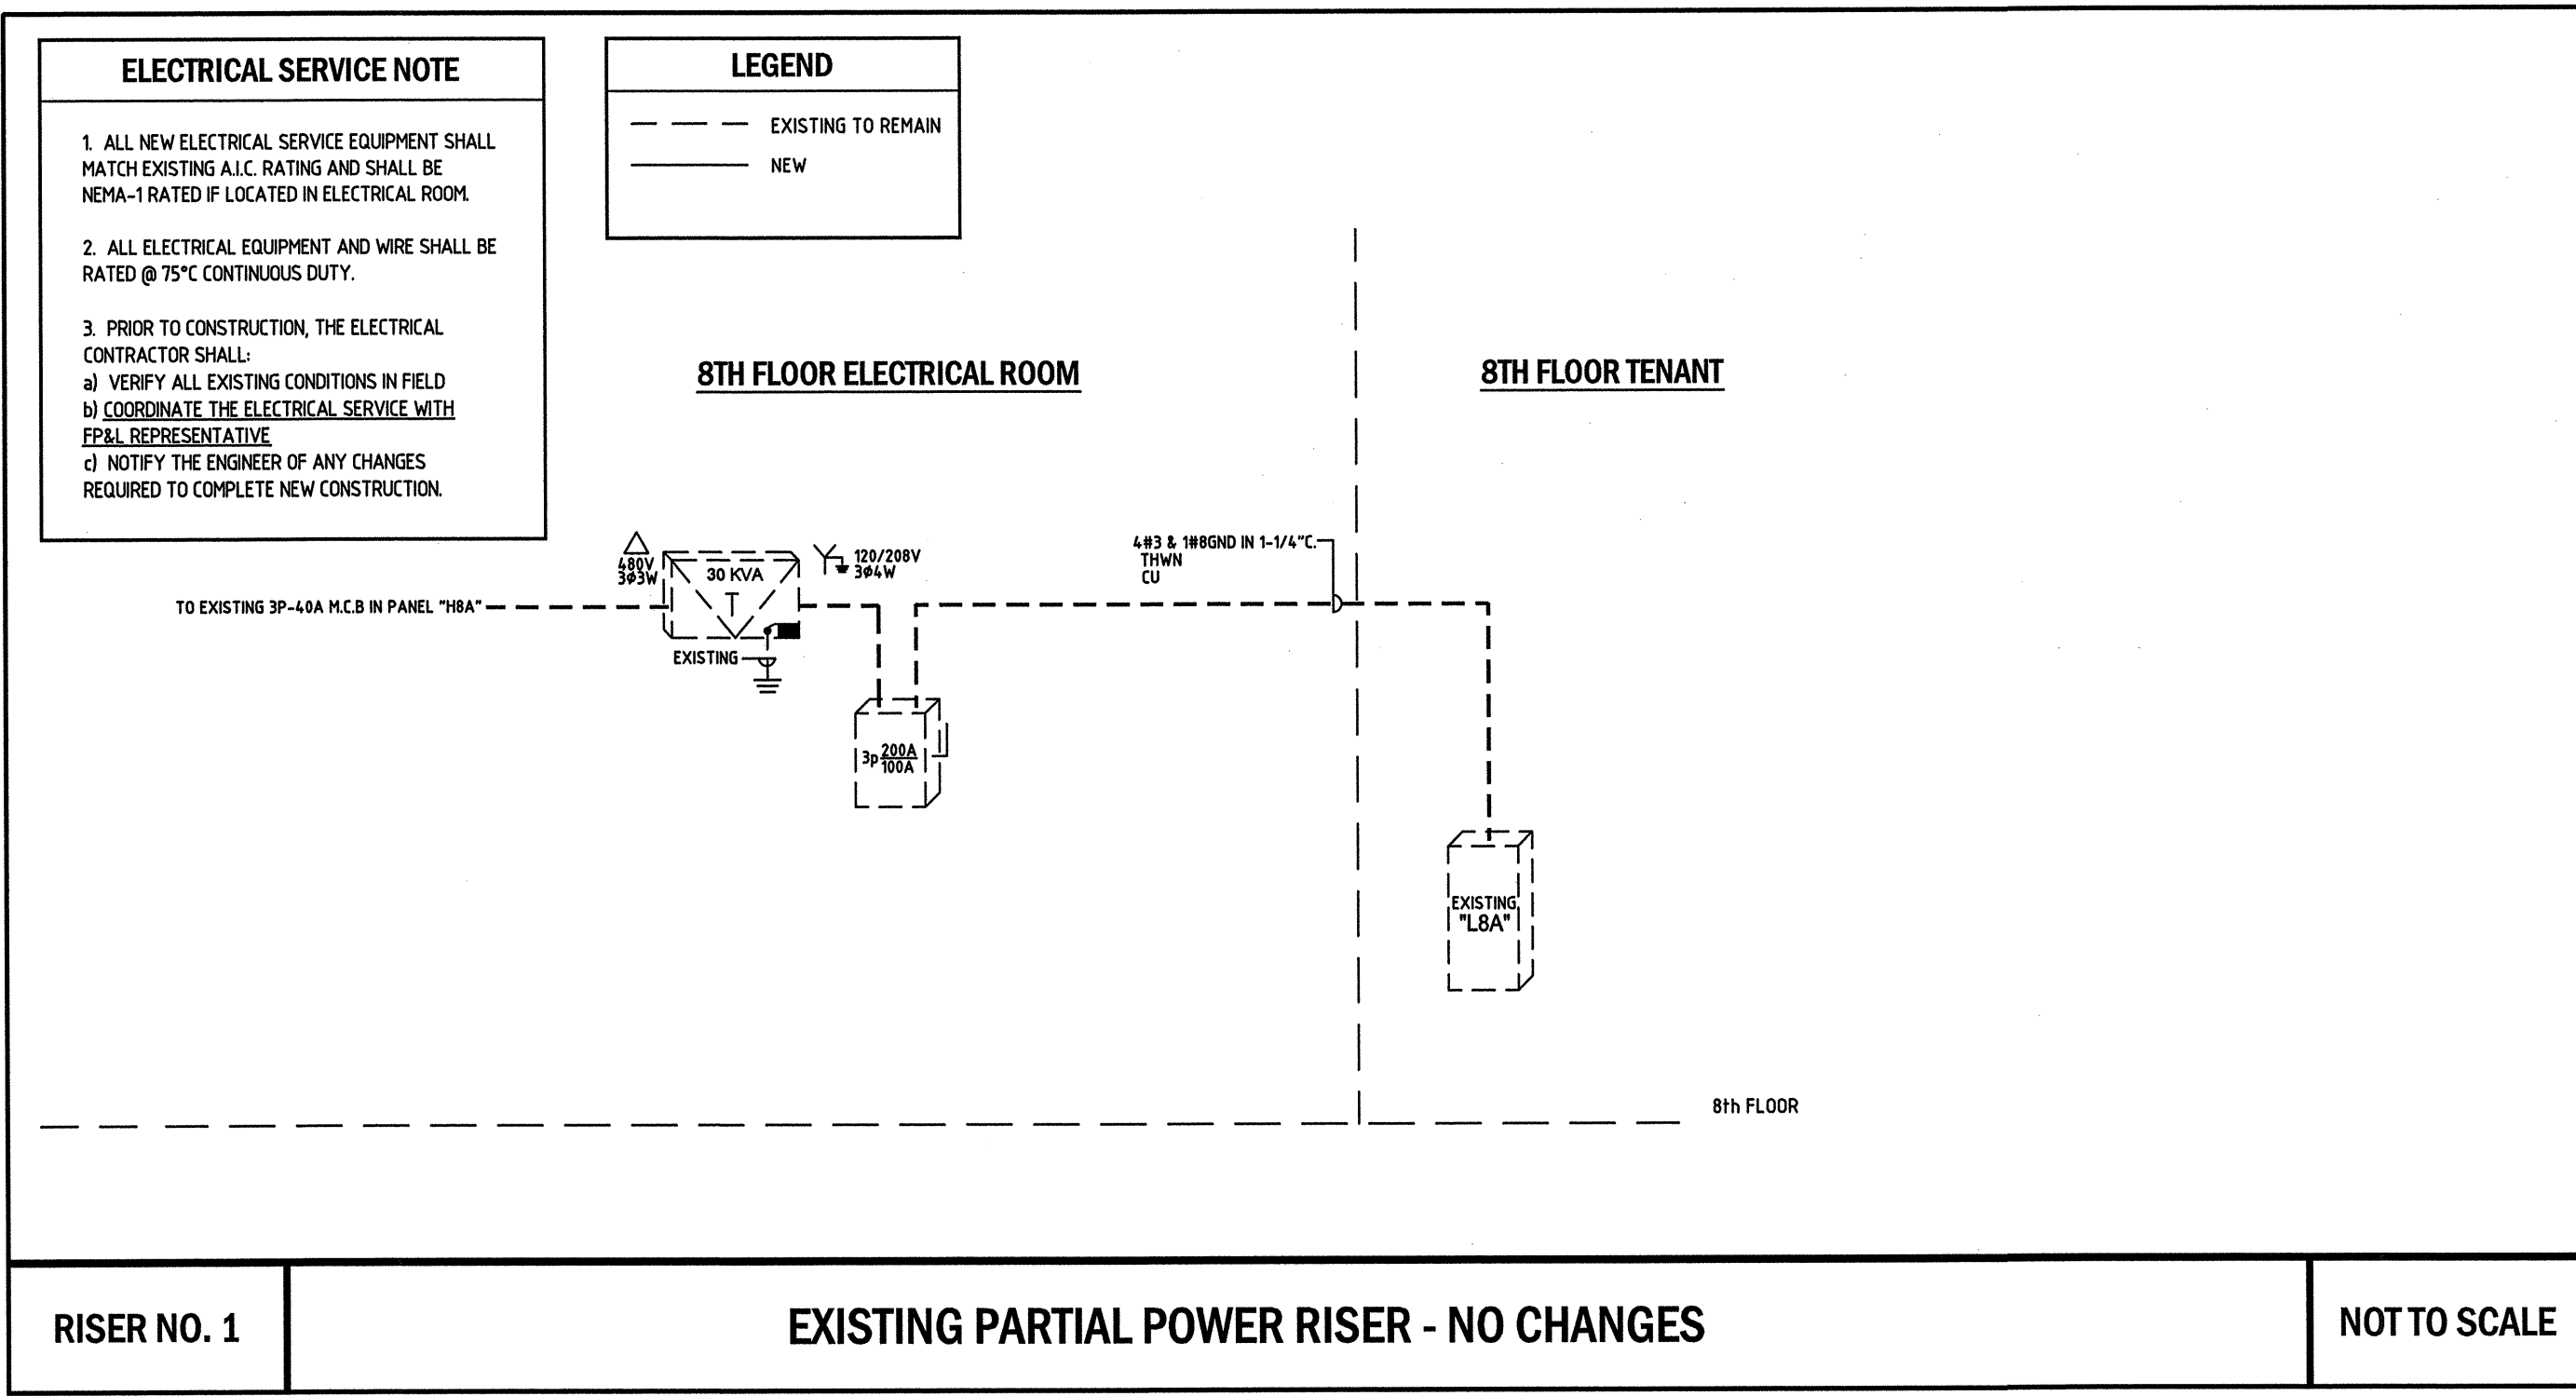 ELECTRICAL SERVICE NOTE
1. ALL NEW ELECTRICAL SERVICE EQUIPMENT SHALL
MATCH EXISTING A.I.C. RATING AND SHALL BE
NEMA-1 RATED IF LOCATED IN ELECTRICAL ROOM.
2. ALL ELECTRICAL EQUIPMENT AND WIRE SHALL BE
RATED @ 75°C CONTINUOUS DUTY.
3. PRIOR TO CONSTRUCTION, THE ELECTRICAL
CONTRACTOR SHALL:
a) VERIFY ALL EXISTING CONDITIONS IN FIELD
b) COORDINATE THE ELECTRICAL SERVICE WITH
FP&L REPRESENTATIVE
c) NOTIFY THE ENGINEER OF ANY CHANGES
REQUIRED TO COMPLETE NEW CONSTRUCTION.
LEGEND
EXISTING TO REMAIN
NEW
8TH FLOOR ELECTRICAL ROOM
8TH FLOOR TENANT
480V
3ø3W
30 KVA
T
120/208V
3ø4W
4#3 & 1#8GND IN 1-1/4"C.
THWN
CU
TO EXISTING 3P-40A M.C.B IN PANEL "H8A"
EXISTING
3p 200A
100A
EXISTING
"L8A"
8th FLOOR
RISER NO. 1
EXISTING PARTIAL POWER RISER - NO CHANGES
NOT TO SCALE